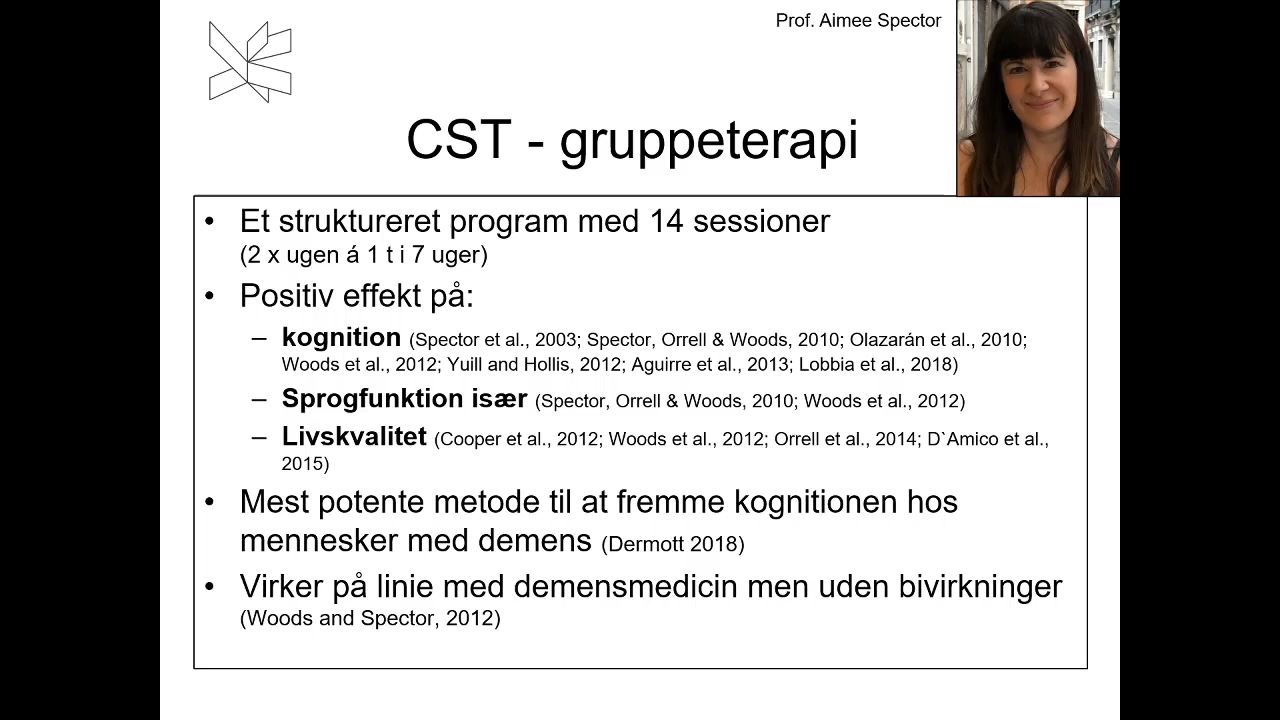 Prof. Aimee Spector
CST - gruppeterapi
• Et struktureret program med 14 sessioner
(2 x ugen á 1 t i 7 uger)
• Positiv effekt på:
– kognition (Spector et al., 2003; Spector, Orrell & Woods, 2010; Olazarán et al., 2010;
Woods et al., 2012; Yuill and Hollis, 2012; Aguirre et al., 2013; Lobbia et al., 2018)
– Sprogfunktion især (Spector, Orrell & Woods, 2010; Woods et al., 2012)
– Livskvalitet (Cooper et al., 2012; Woods et al., 2012; Orrell et al., 2014; D`Amico et al.,
2015)
• Mest potente metode til at fremme kognitionen hos
mennesker med demens (Dermott 2018)
• Virker på linie med demensmedicin men uden bivirkninger
(Woods and Spector, 2012)